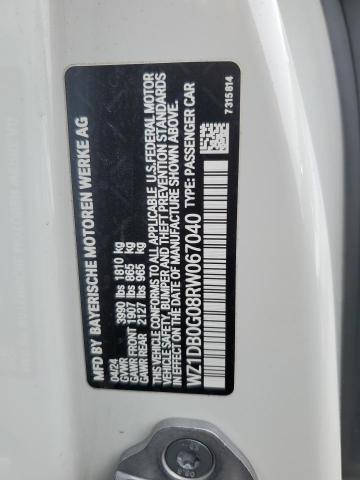 MFD BY BAYERISCHE MOTOREN WERKE AG
04/24
GVWR 3990 lbs 1810 kg
GAWR FRONT 1907 lbs 865 kg
GAWR REAR 2127 lbs 965 kg
THIS VEHICLE CONFORMS TO ALL APPLICABLE U.S.FEDERAL MOTOR
VEHICLE SAFETY, BUMPER AND THEFT PREVENTION STANDARDS
IN EFFECT ON THE DATE OF MANUFACTURE SHOWN ABOVE.
WZ1DB0G08RW067040 TYPE: PASSENGER CAR
7315814